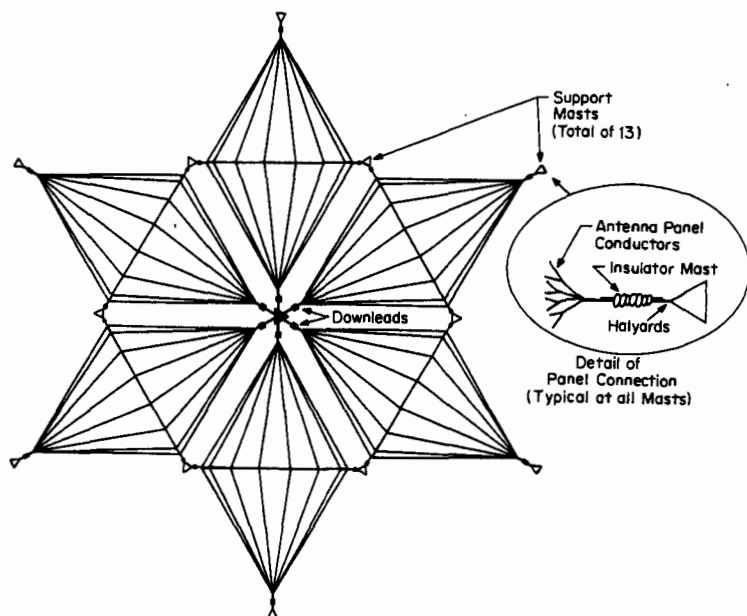 Support
Masts
(Total of 13)
Antenna Panel
Conductors
Insulator Mast
Halyards
Downleads
Detail of
Panel Connection
(Typical at all Masts)